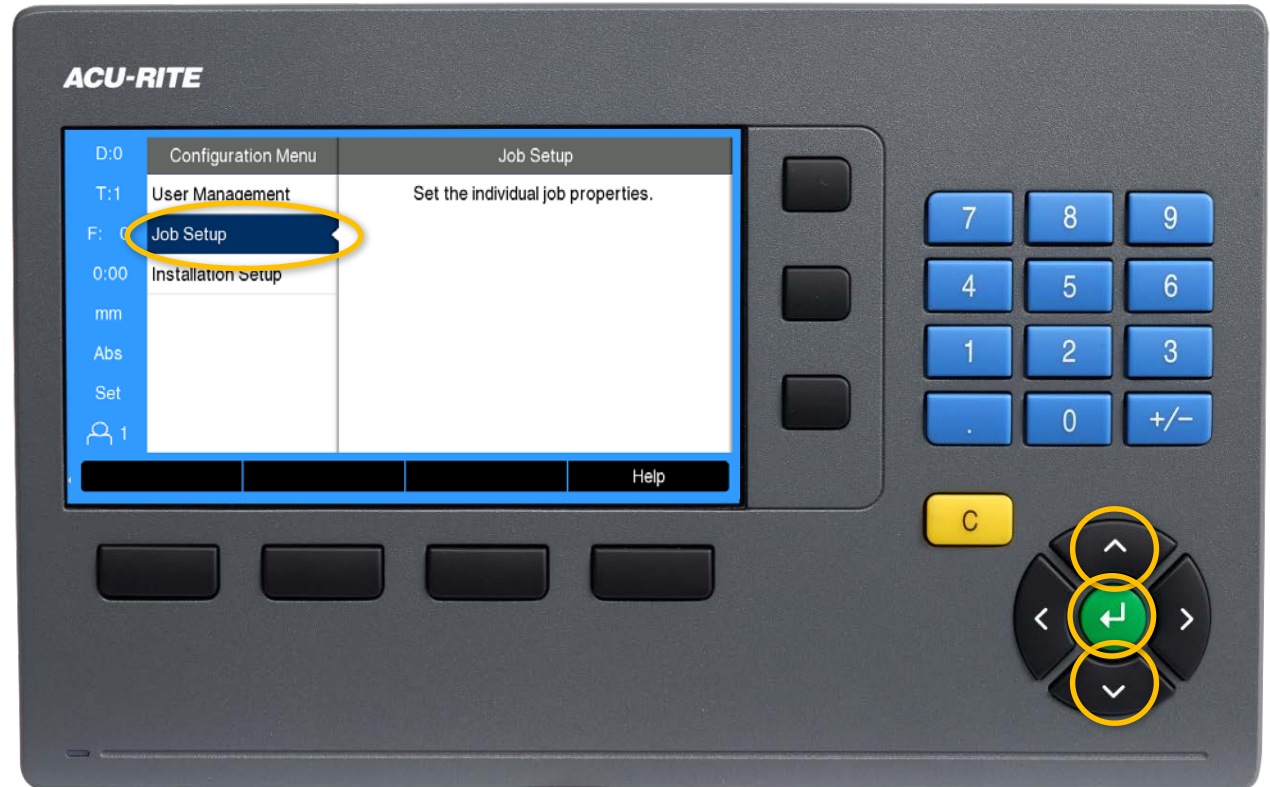 ACU-RITE
D:0 Configuration Menu Job Setup
T:1 User Management Set the individual job properties.
F: 0 Job Setup
0:00 Installation Setup
mm
Abs
Set
1
Help
7 8 9
4 5 6
1 2 3
. 0 +/−
C